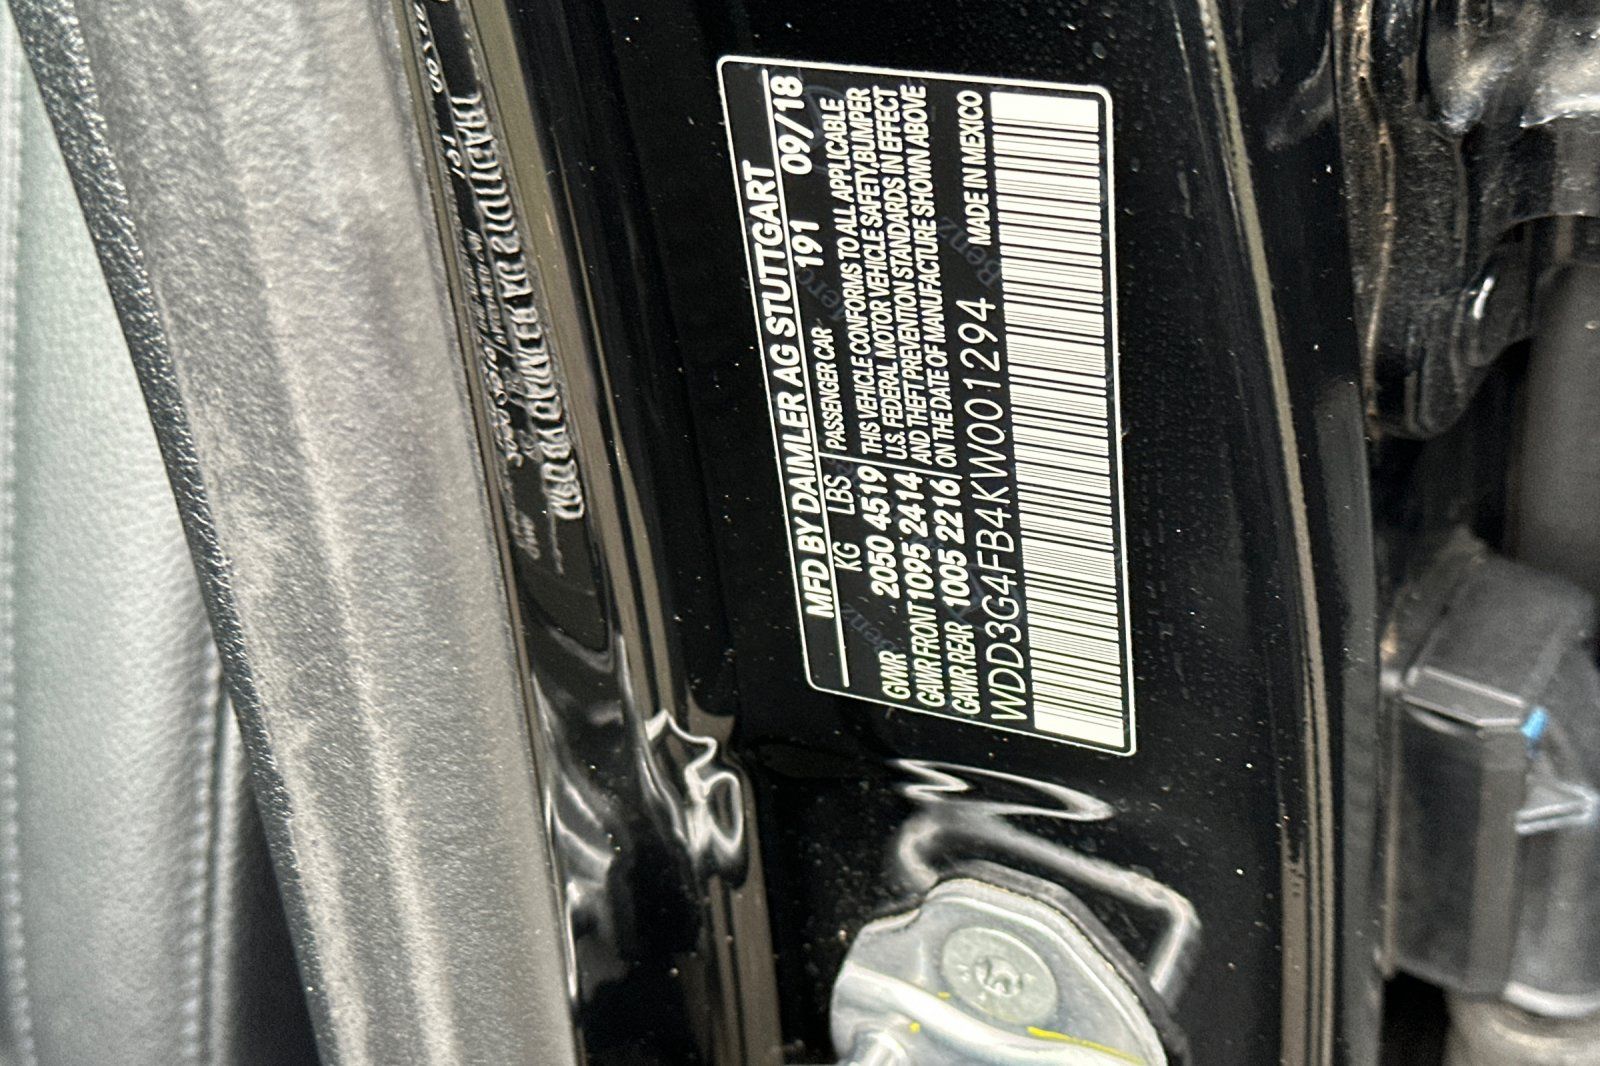 MFD BY DAIMLER AG STUTTGART
KG LBS PASSENGER CAR 191 09/18
GVWR 2050 4519 THIS VEHICLE CONFORMS TO ALL APPLICABLE
GAWR FRONT 1095 2414 U.S. FEDERAL MOTOR VEHICLE SAFETY, BUMPER
GAWR REAR 1005 2216 AND THEFT PREVENTION STANDARDS IN EFFECT
ON THE DATE OF MANUFACTURE SHOWN ABOVE
WDD3G4FB4KW001294 MADE IN MEXICO